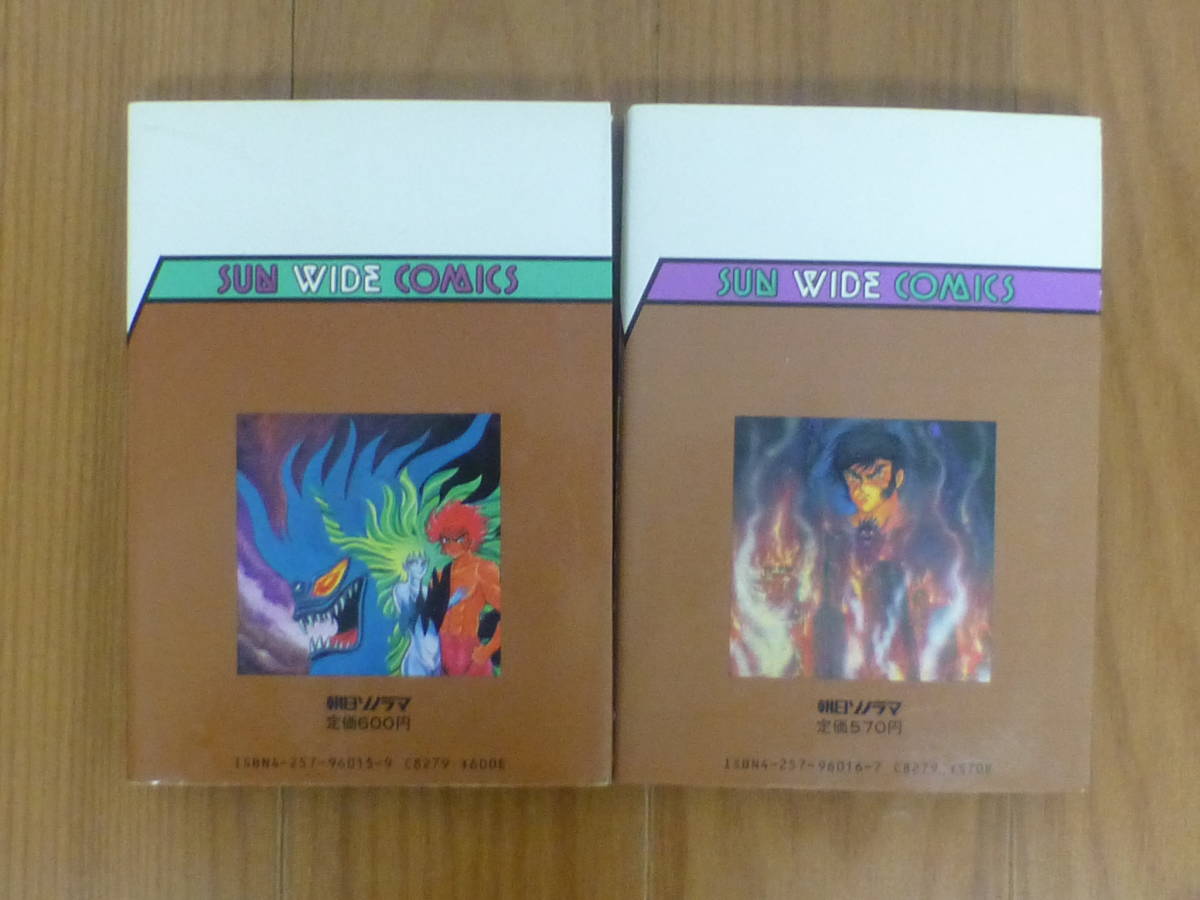 SUN WIDE COMICS
朝日ソノラマ
定価600円
ISBN4-257-96015-9 C8279 ¥600E
SUN WIDE COMICS
朝日ソノラマ
定価570円
ISBN4-257-96016-7 C8279 ¥570E